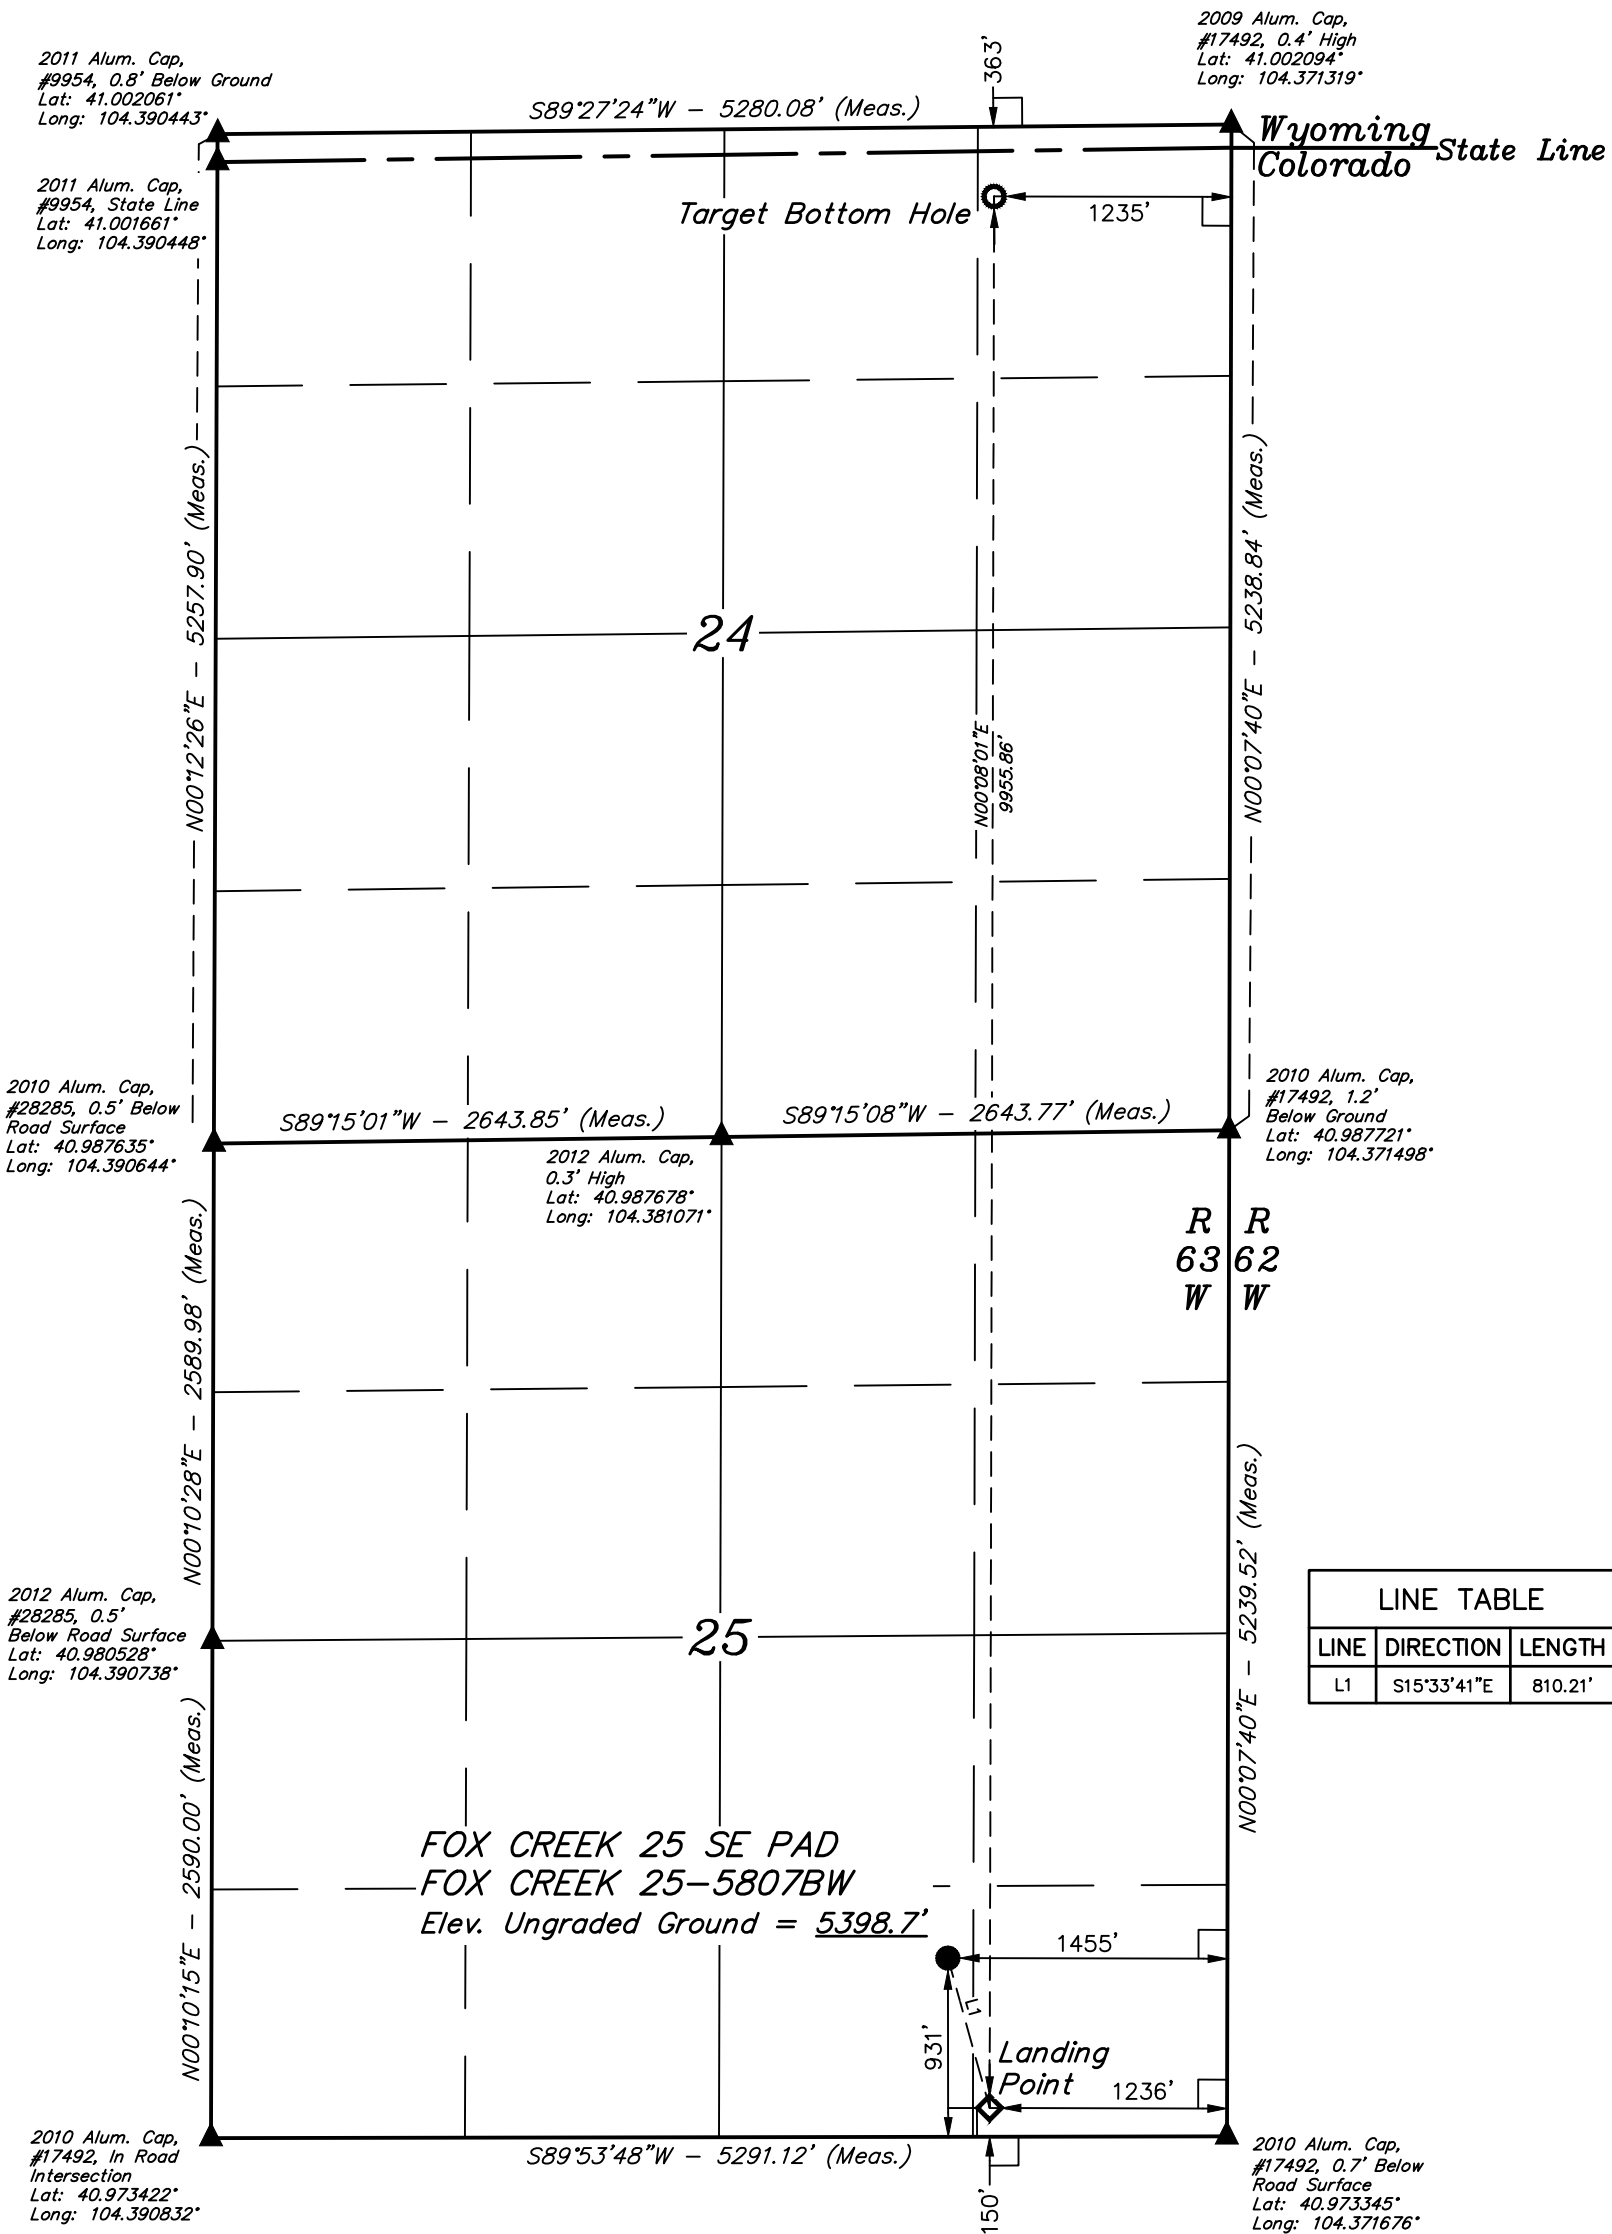 2009 Alum. Cap,
#17492, 0.4' High
Lat: 41.002094°
Long: 104.371319°
2011 Alum. Cap,
#9954, 0.8' Below Ground
Lat: 41.002061°
Long: 104.390443°
363'
S89°27'24"W - 5280.08' (Meas.)
Wyoming
Colorado
State Line
2011 Alum. Cap,
#9954, State Line
Lat: 41.001661°
Long: 104.390448°
Target Bottom Hole
1235'
N00°12'26"E - 5257.90' (Meas.)
N00°07'40"E - 5238.84' (Meas.)
24
N00°08'01"E
9955.86'
2010 Alum. Cap,
#28285, 0.5' Below
Road Surface
Lat: 40.987635°
Long: 104.390644°
S89°15'01"W - 2643.85' (Meas.)
S89°15'08"W - 2643.77' (Meas.)
2010 Alum. Cap,
#17492, 1.2'
Below Ground
Lat: 40.987721°
Long: 104.371498°
2012 Alum. Cap,
0.3' High
Lat: 40.987678°
Long: 104.381071°
R R
63 62
W W
N00°10'28"E - 2589.98' (Meas.)
N00°07'40"E - 5239.52' (Meas.)
2012 Alum. Cap,
#28285, 0.5'
Below Road Surface
Lat: 40.980528°
Long: 104.390738°
25
LINE TABLE
LINE DIRECTION LENGTH
L1 S15°33'41"E 810.21'
N00°10'15"E - 2590.00' (Meas.)
FOX CREEK 25 SE PAD
FOX CREEK 25-5807BW
Elev. Ungraded Ground = 5398.7'
1455'
L1
931'
Landing
Point
1236'
S89°53'48"W - 5291.12' (Meas.)
150'
2010 Alum. Cap,
#17492, In Road
Intersection
Lat: 40.973422°
Long: 104.390832°
2010 Alum. Cap,
#17492, 0.7' Below
Road Surface
Lat: 40.973345°
Long: 104.371676°